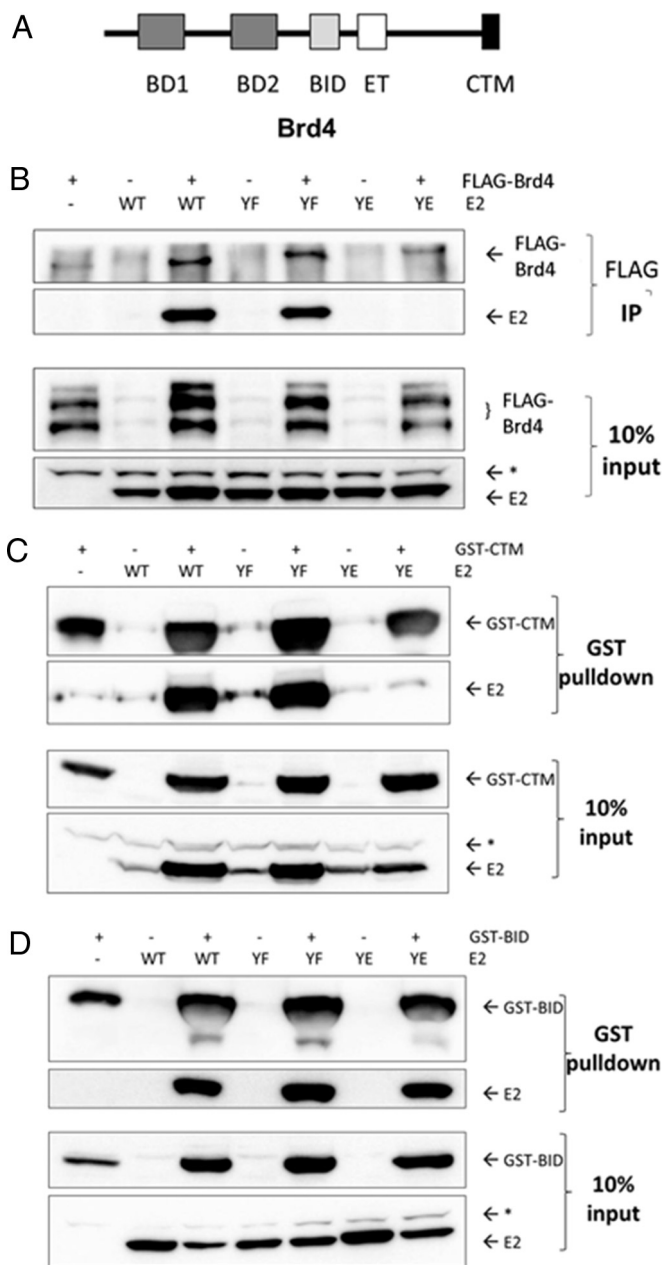 A
BD1 BD2 BID ET CTM
Brd4
B
+ - + - + - + FLAG-Brd4
- WT WT YF YF YE YE E2
← FLAG-
Brd4
← E2
FLAG
IP
} FLAG-
Brd4
← *
← E2
10%
input
C
+ - + - + - + GST-CTM
- WT WT YF YF YE YE E2
← GST-CTM
← E2
GST
pulldown
← GST-CTM
← *
← E2
10%
input
D
+ - + - + - + GST-BID
- WT WT YF YF YE YE E2
← GST-BID
← E2
GST
pulldown
← GST-BID
← *
← E2
10%
input